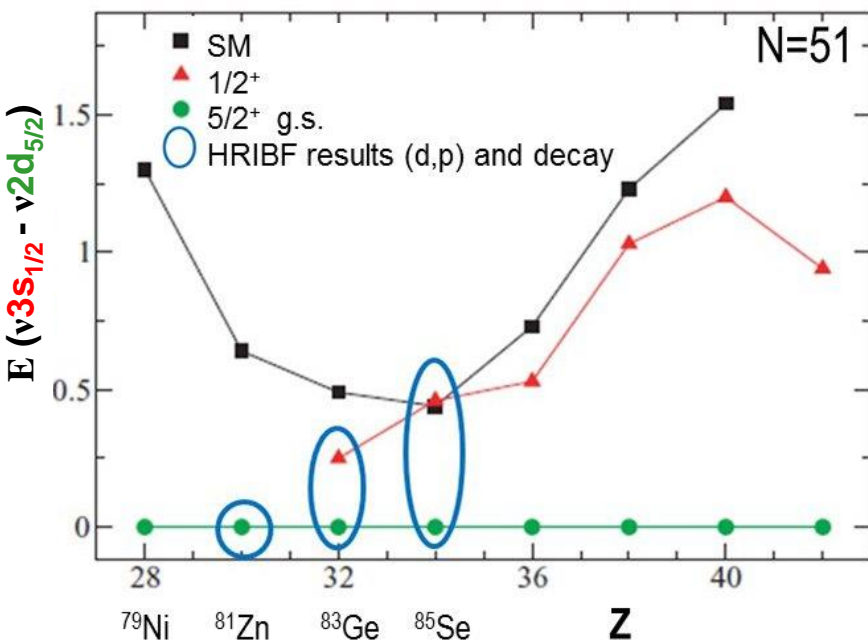 N=51
SM
1/2⁺
5/2⁺ g.s.
HRIBF results (d,p) and decay
E (ν3s₁/₂ - ν2d₅/₂)
1.5
1
0.5
0
28 32 36 40
⁷⁹Ni ⁸¹Zn ⁸³Ge ⁸⁵Se Z